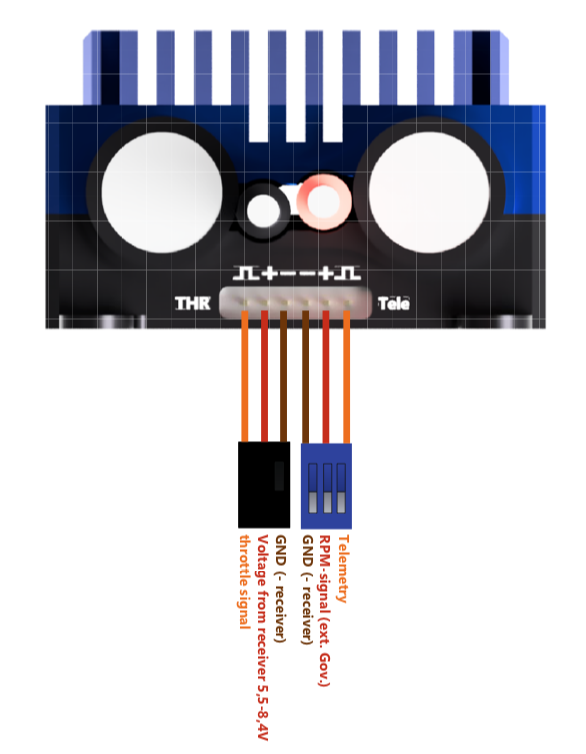 +--+
THR
Tele
throttle signal
Voltage from receiver 5,5-8,4V
GND (- receiver)
GND (- receiver)
RPM-signal (ext. Gov.)
Telemetry